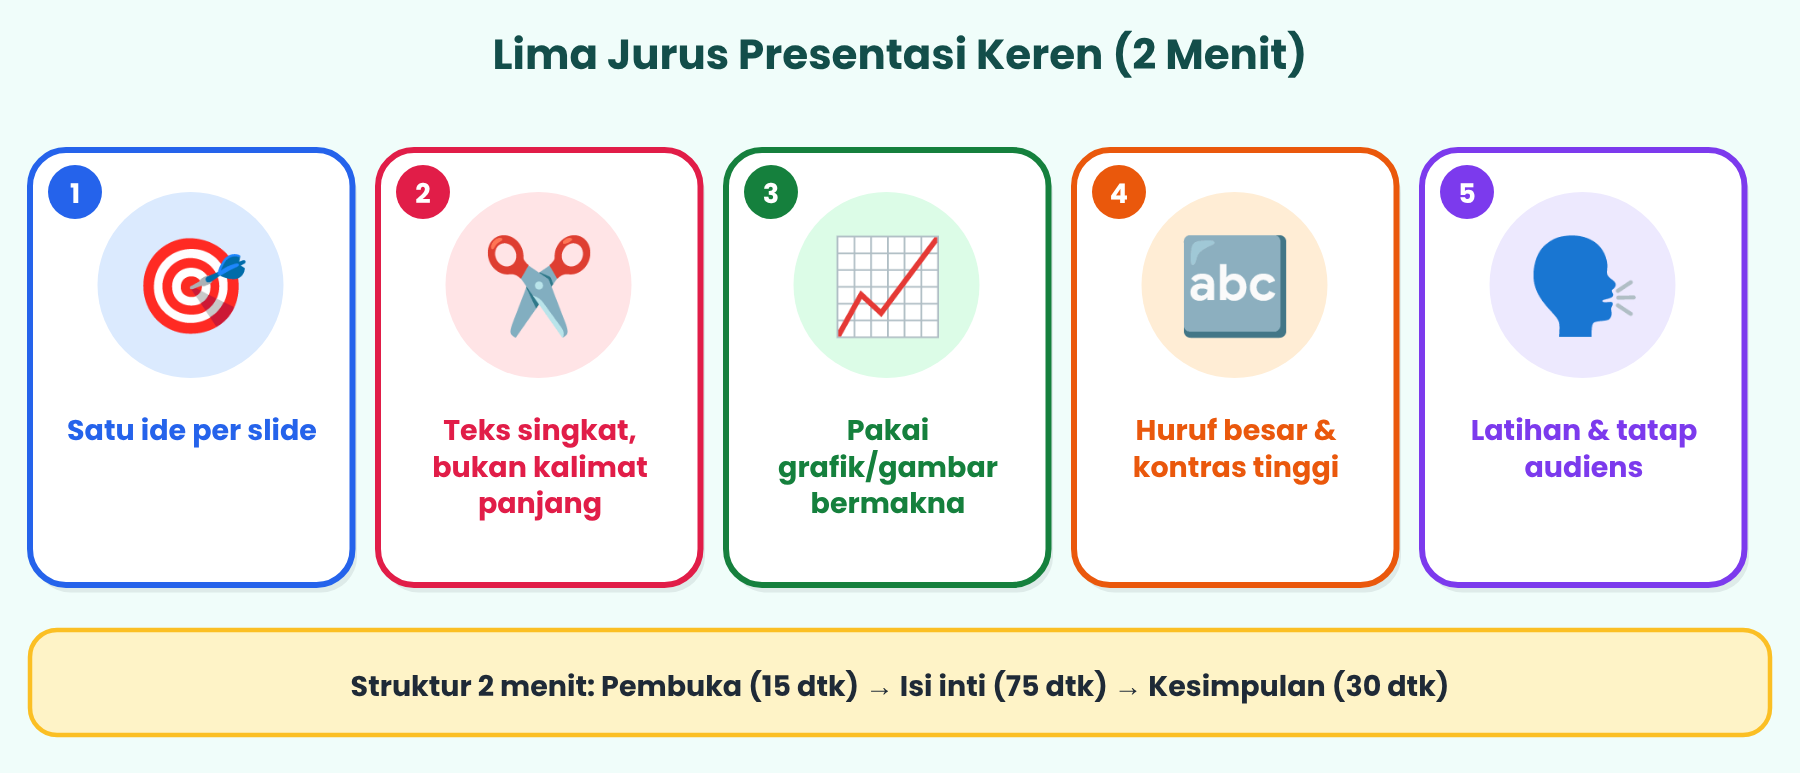 Lima Jurus Presentasi Keren (2 Menit)
1
Satu ide per slide
2
Teks singkat,
bukan kalimat
panjang
3
Pakai
grafik/gambar
bermakna
4
abc
Huruf besar &
kontras tinggi
5
Latihan & tatap
audiens
Struktur 2 menit: Pembuka (15 dtk) → Isi inti (75 dtk) → Kesimpulan (30 dtk)